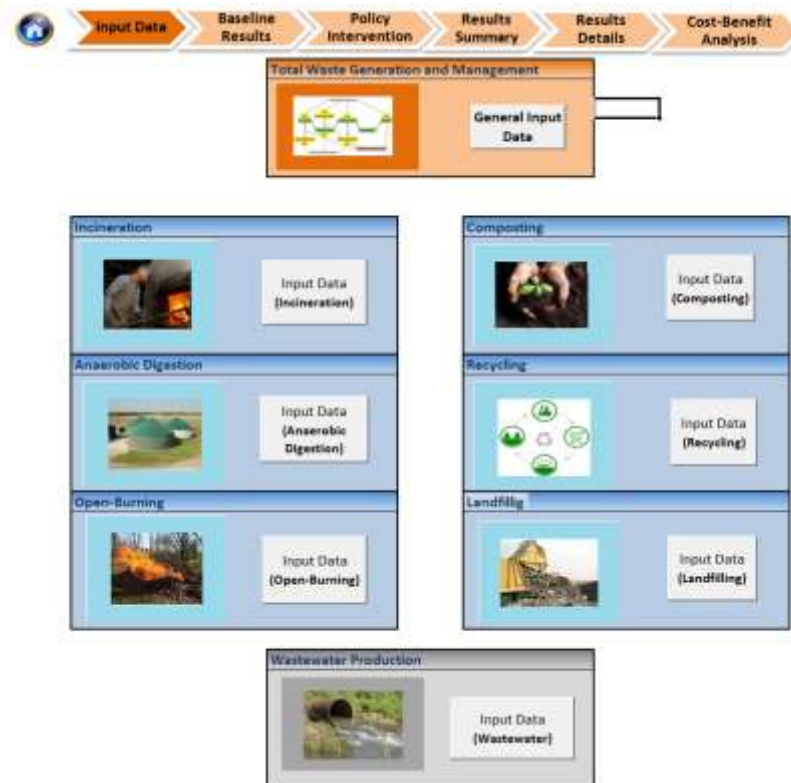 Input Data
Baseline
Results
Policy
Intervention
Results
Summary
Results
Details
Cost-Benefit
Analysis
Total Waste Generation and Management
General Input
Data
Incineration
Input Data
(Incineration)
Composting
Input Data
(Composting)
Anaerobic Digestion
Input Data
(Anaerobic
Digestion)
Recycling
Input Data
(Recycling)
Open-Burning
Input Data
(Open-Burning)
Landfillig
Input Data
(Landfilling)
Wastewater Production
Input Data
(Wastewater)